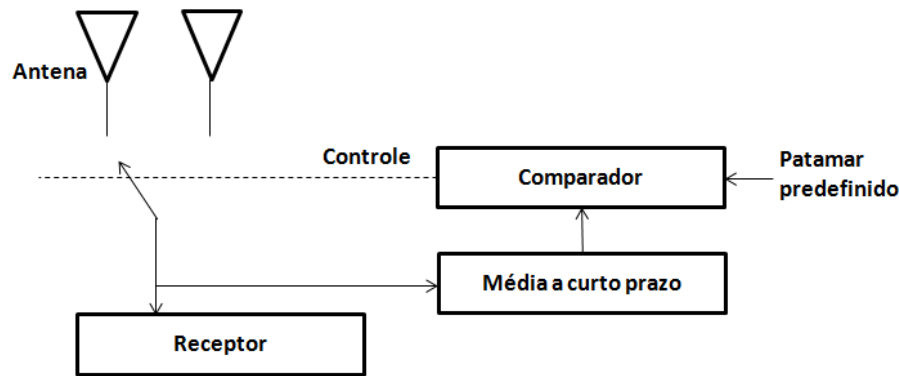 Antena
Controle
Comparador
Patamar
predefinido
Média a curto prazo
Receptor